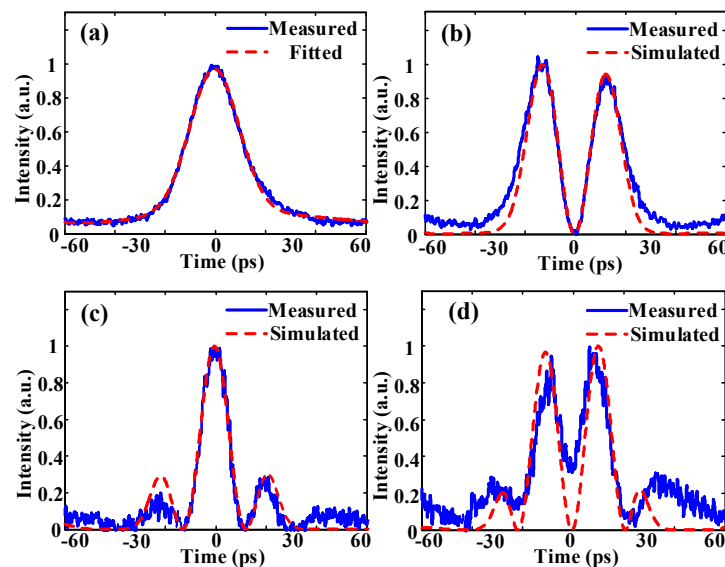 (a)
Measured
Fitted
1
0.8
0.6
0.4
0.2
0
Intensity (a.u.)
-60 -30 0 30 60
Time (ps)
(b)
Measured
Simulated
1
0.8
0.6
0.4
0.2
0
Intensity (a.u.)
-60 -30 0 30 60
Time (ps)
(c)
Measured
Simulated
1
0.8
0.6
0.4
0.2
0
Intensity (a.u.)
-60 -30 0 30 60
Time (ps)
(d)
Measured
Simulated
1
0.8
0.6
0.4
0.2
0
Intensity (a.u.)
-60 -30 0 30 60
Time (ps)